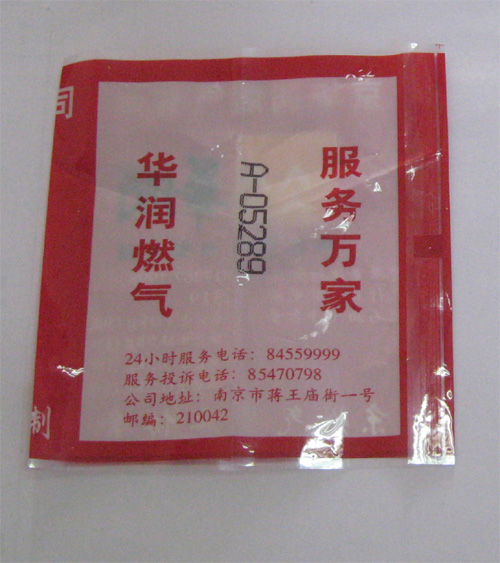 司
华润燃气
A-05289
服务万家
24小时服务电话: 84559999
服务投诉电话: 85470798
公司地址: 南京市蒋王庙街一号
邮编: 210042
制